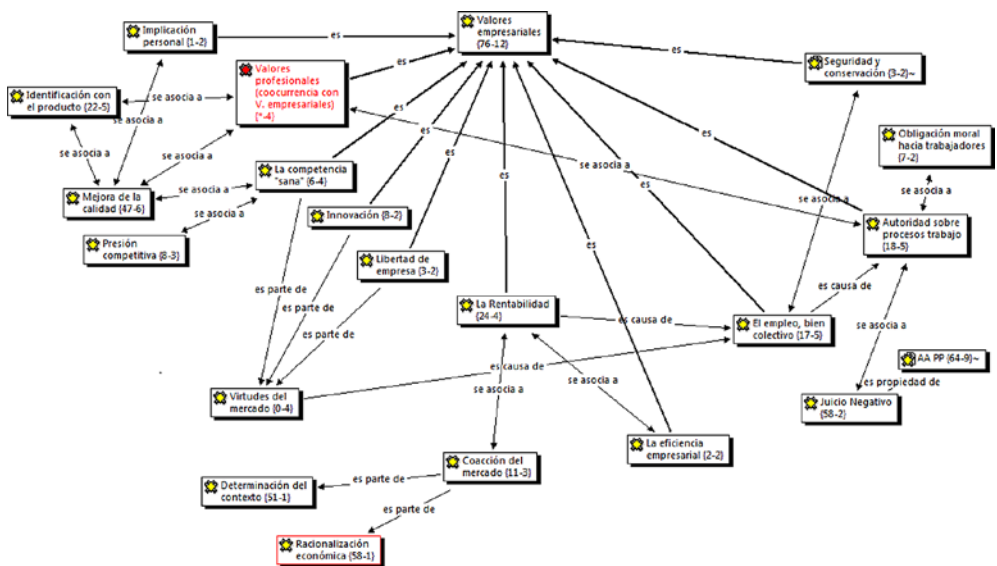 Implicación
personal {1-2}
es
Valores
empresariales
{76-12}
es
Seguridad y
conservación {3-2}~
Valores
profesionales
(coocurrencia con
V. empresariales)
{*-4}
es
Identificación con
el producto {22-5}
se asocia a
se asocia a
es
es
es
es
Obligación moral
hacia trabajadores
{7-2}
se asocia a
se asocia a
La competencia
"sana" {6-4}
se asocia a
se asocia a
se asocia a
Mejora de la
calidad {47-6}
se asocia a
es
se asocia a
Innovación {8-2}
Autoridad sobre
procesos trabajo
{18-5}
Presión
competitiva {8-3}
es
Libertad de
empresa {3-2}
es
es parte de
es causa de
es parte de
La Rentabilidad
{24-4}
es causa de
El empleo, bien
colectivo {17-5}
se asocia a
es parte de
AA PP {64-9}~
es causa de
se asocia a
se asocia a
es propiedad de
Virtudes del
mercado {0-4}
Juicio Negativo
{58-2}
La eficiencia
empresarial {2-2}
Coacción del
mercado {11-3}
Determinación del
contexto {51-1}
es parte de
es parte de
Racionalización
económica {58-1}